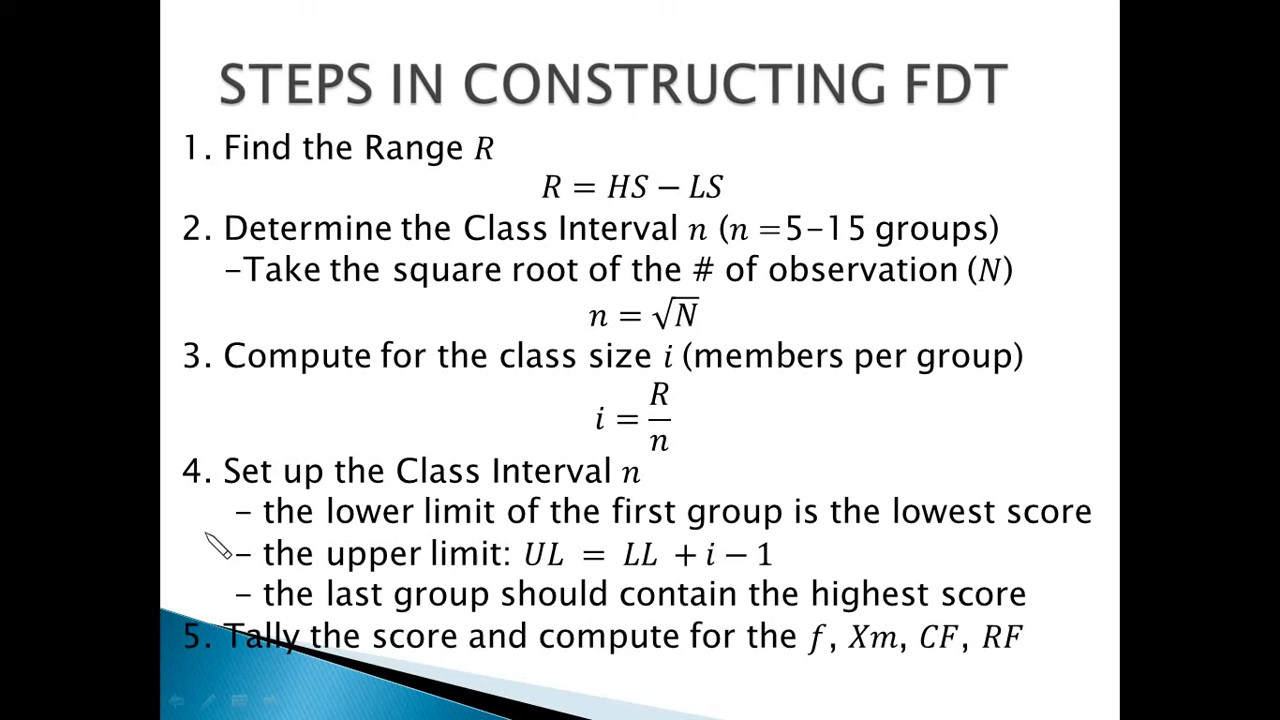 STEPS IN CONSTRUCTING FDT
1. Find the Range R
R = HS − LS
2. Determine the Class Interval n (n =5-15 groups)
-Take the square root of the # of observation (N)
n = √N
3. Compute for the class size i (members per group)
i = R/n
4. Set up the Class Interval n
- the lower limit of the first group is the lowest score
- the upper limit: UL = LL + i − 1
- the last group should contain the highest score
5. Tally the score and compute for the f, Xm, CF, RF